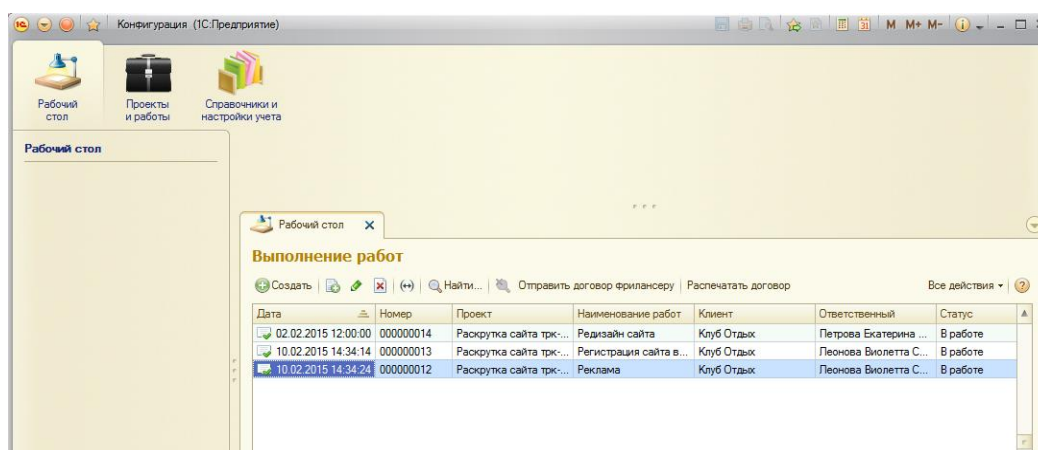 Конфигурация (1С:Предприятие)
M M+ M-
Рабочий стол
Проекты и работы
Справочники и настройки учета
Рабочий стол
Рабочий стол
Выполнение работ
Создать Найти... Отправить договор фрилансеру Распечатать договор Все действия
Дата Номер Проект Наименование работ Клиент Ответственный Статус
02.02.2015 12:00:00 000000014 Раскрутка сайта трк-... Редизайн сайта Клуб Отдых Петрова Екатерина ... В работе
10.02.2015 14:34:14 000000013 Раскрутка сайта трк-... Регистрация сайта в... Клуб Отдых Леонова Виолетта С... В работе
10.02.2015 14:34:24 000000012 Раскрутка сайта трк-... Реклама Клуб Отдых Леонова Виолетта С... В работе